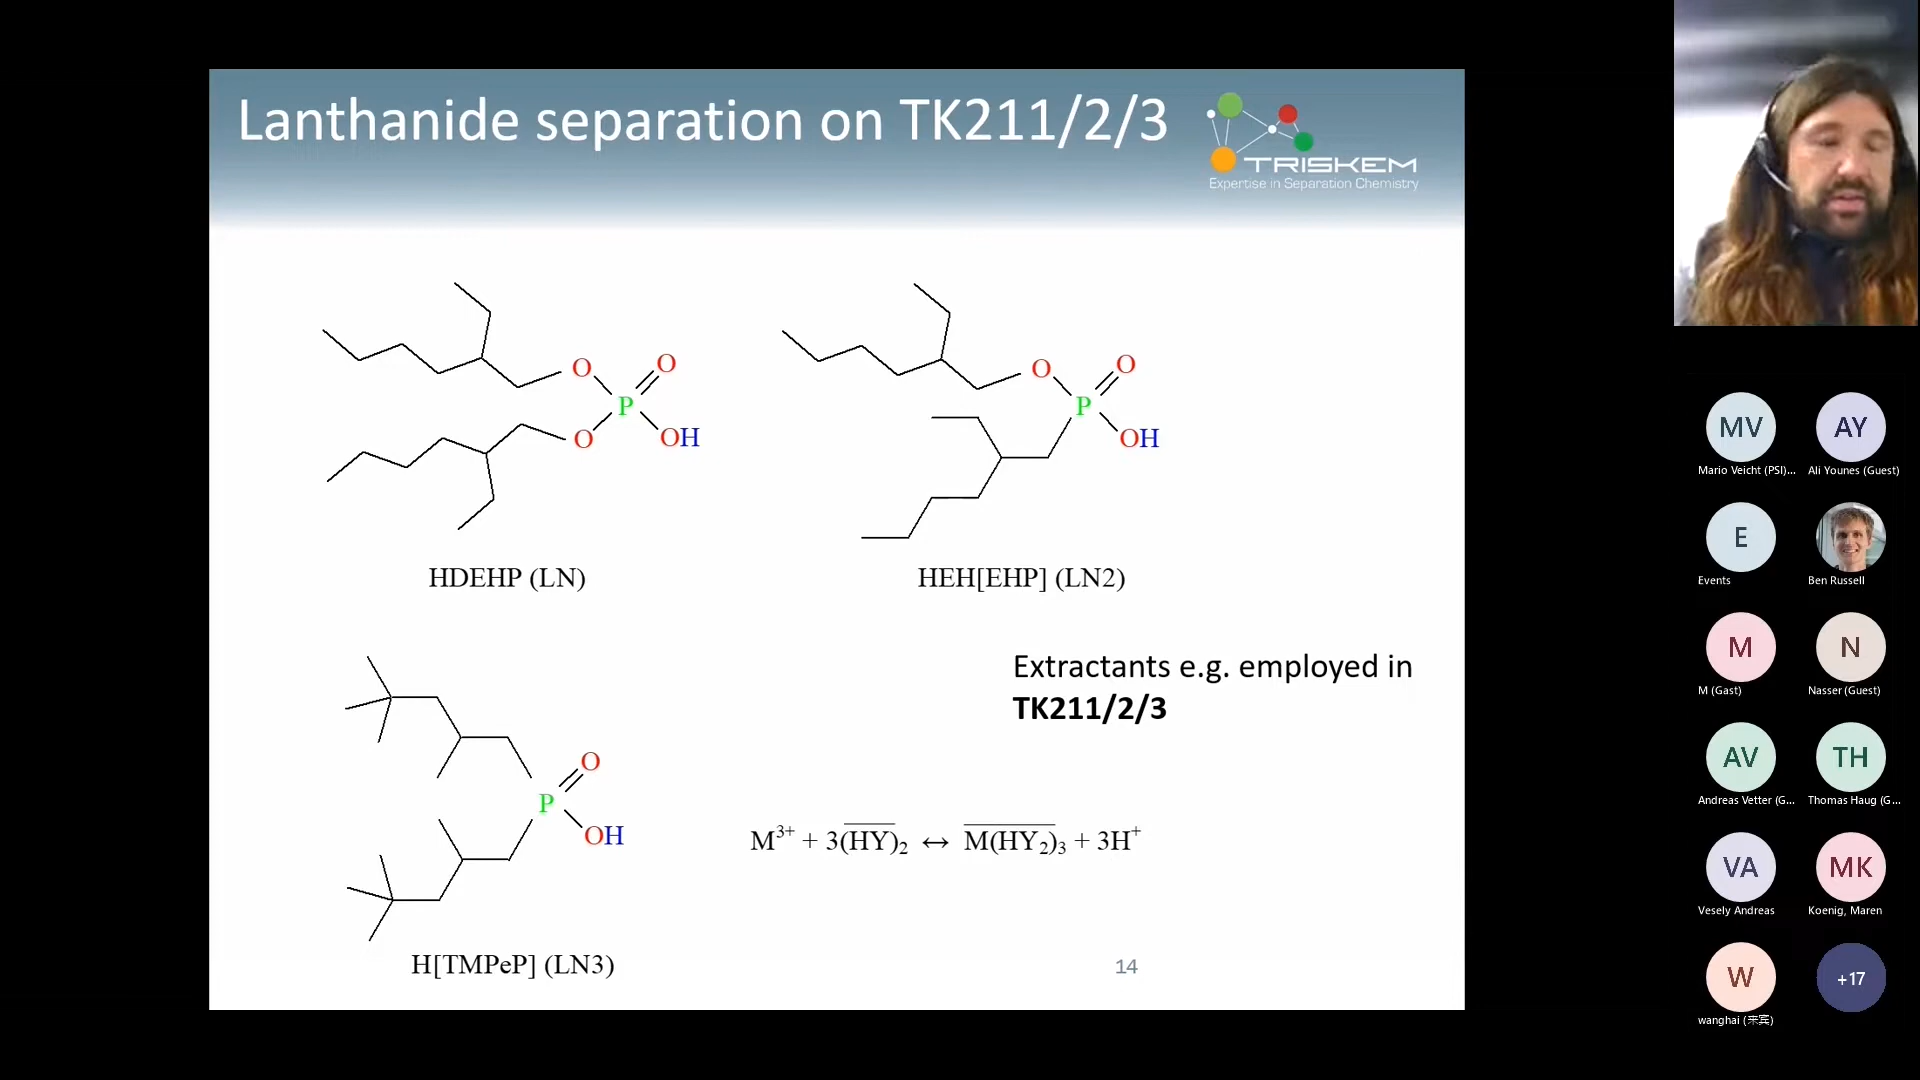 Lanthanide separation on TK211/2/3
TRISKEM
Expertise in Separation Chemistry
O
O
P
O
OH
HDEHP (LN)
O
O
P
OH
HEH[EHP] (LN2)
O
P
OH
H[TMPeP] (LN3)
Extractants e.g. employed in
TK211/2/3
M³⁺ + 3(HY)₂ ↔ M(HY₂)₃ + 3H⁺
14
MV
Mario Veicht (PSI)...
AY
Ali Younes (Guest)
E
Events
Ben Russell
M
M (Gast)
N
Nasser (Guest)
AV
Andreas Vetter (G...
TH
Thomas Haug (G...
VA
Vesely Andreas
MK
Koenig, Maren
W
wanghai (来宾)
+17